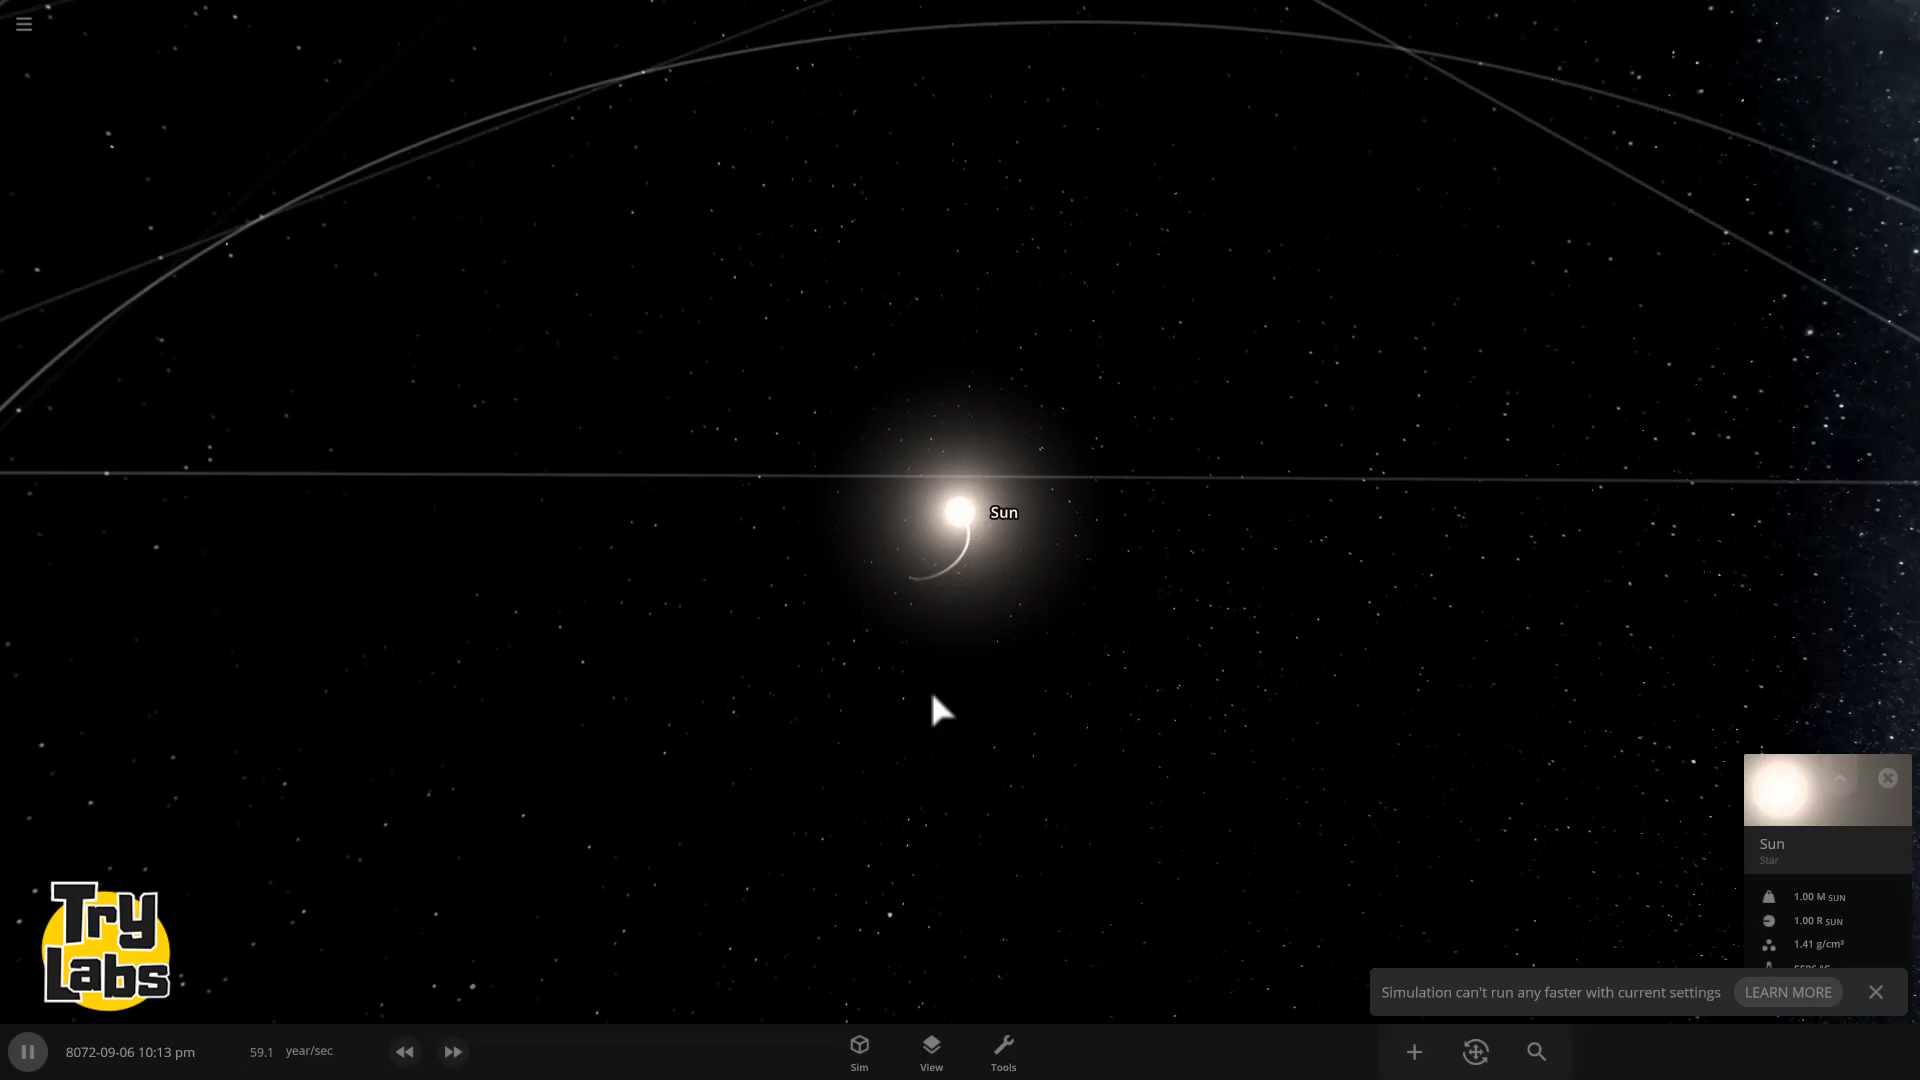 Sun
Sun
Star
1.00 M SUN
1.00 R SUN
1.41 g/cm³
Simulation can't run any faster with current settings LEARN MORE
Try
Labs
8072-09-06 10:13 pm 59.1 year/sec
Sim View Tools